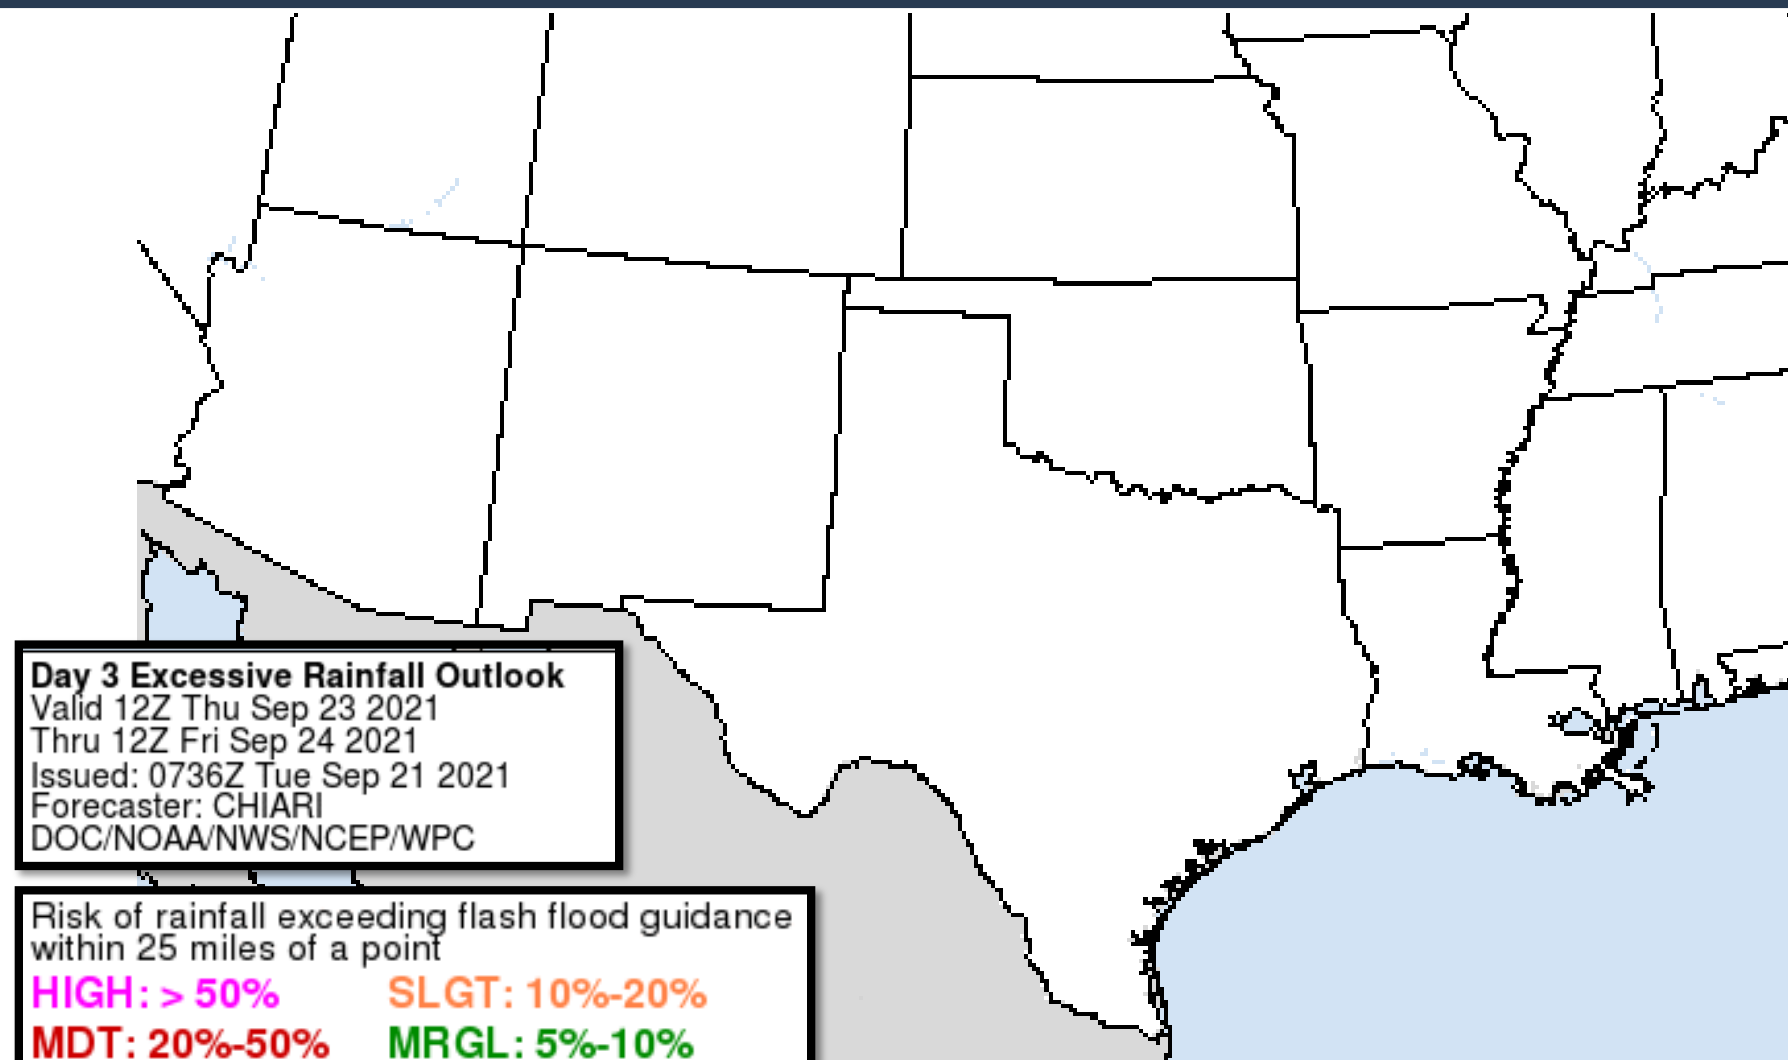 Day 3 Excessive Rainfall Outlook
Valid 12Z Thu Sep 23 2021
Thru 12Z Fri Sep 24 2021
Issued: 0736Z Tue Sep 21 2021
Forecaster: CHIARI
DOC/NOAA/NWS/NCEP/WPC
Risk of rainfall exceeding flash flood guidance
within 25 miles of a point
HIGH: > 50% SLGT: 10%-20%
MDT: 20%-50% MRGL: 5%-10%